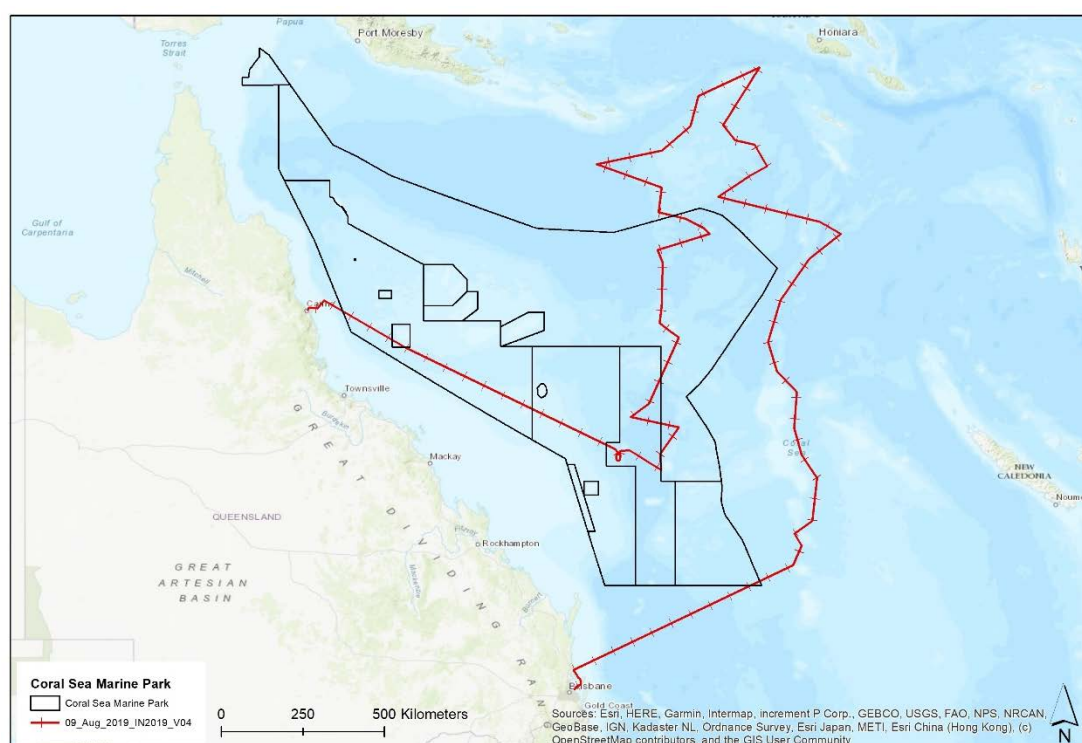 Papua
Port Moresby
Torres
Strait
Honiara
Gulf of
Carpentaria
Mitchell
Townsville
Coral
Sea
Mackay
NEW
CALEDONIA
QUEENSLAND
Rockhampton
GREAT DIVIDING RAN
GREAT
ARTESIAN
BASIN
Brisbane
Gold Coast
Coral Sea Marine Park
Coral Sea Marine Park
09_Aug_2019_IN2019_V04
0 250 500 Kilometers
Sources: Esri, HERE, Garmin, Intermap, increment P Corp., GEBCO, USGS, FAO, NPS, NRCAN,
GeoBase, IGN, Kadaster NL, Ordnance Survey, Esri Japan, METI, Esri China (Hong Kong), (c)
OpenStreetMap contributors, and the GIS User Community
N